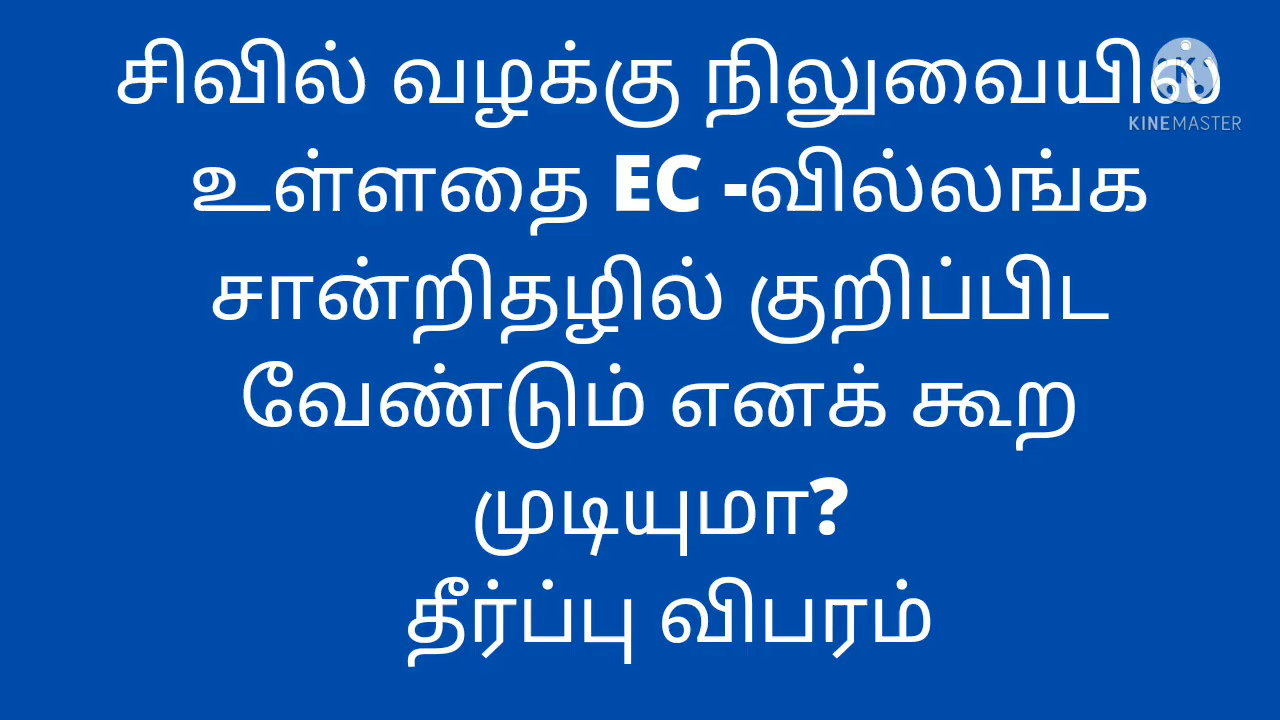 சிவில் வழக்கு நிலுவையில்
உள்ளதை EC -வில்லங்க
சான்றிதழில் குறிப்பிட
வேண்டும் எனக் கூற
முடியுமா?
தீர்ப்பு விபரம்
KINEMASTER